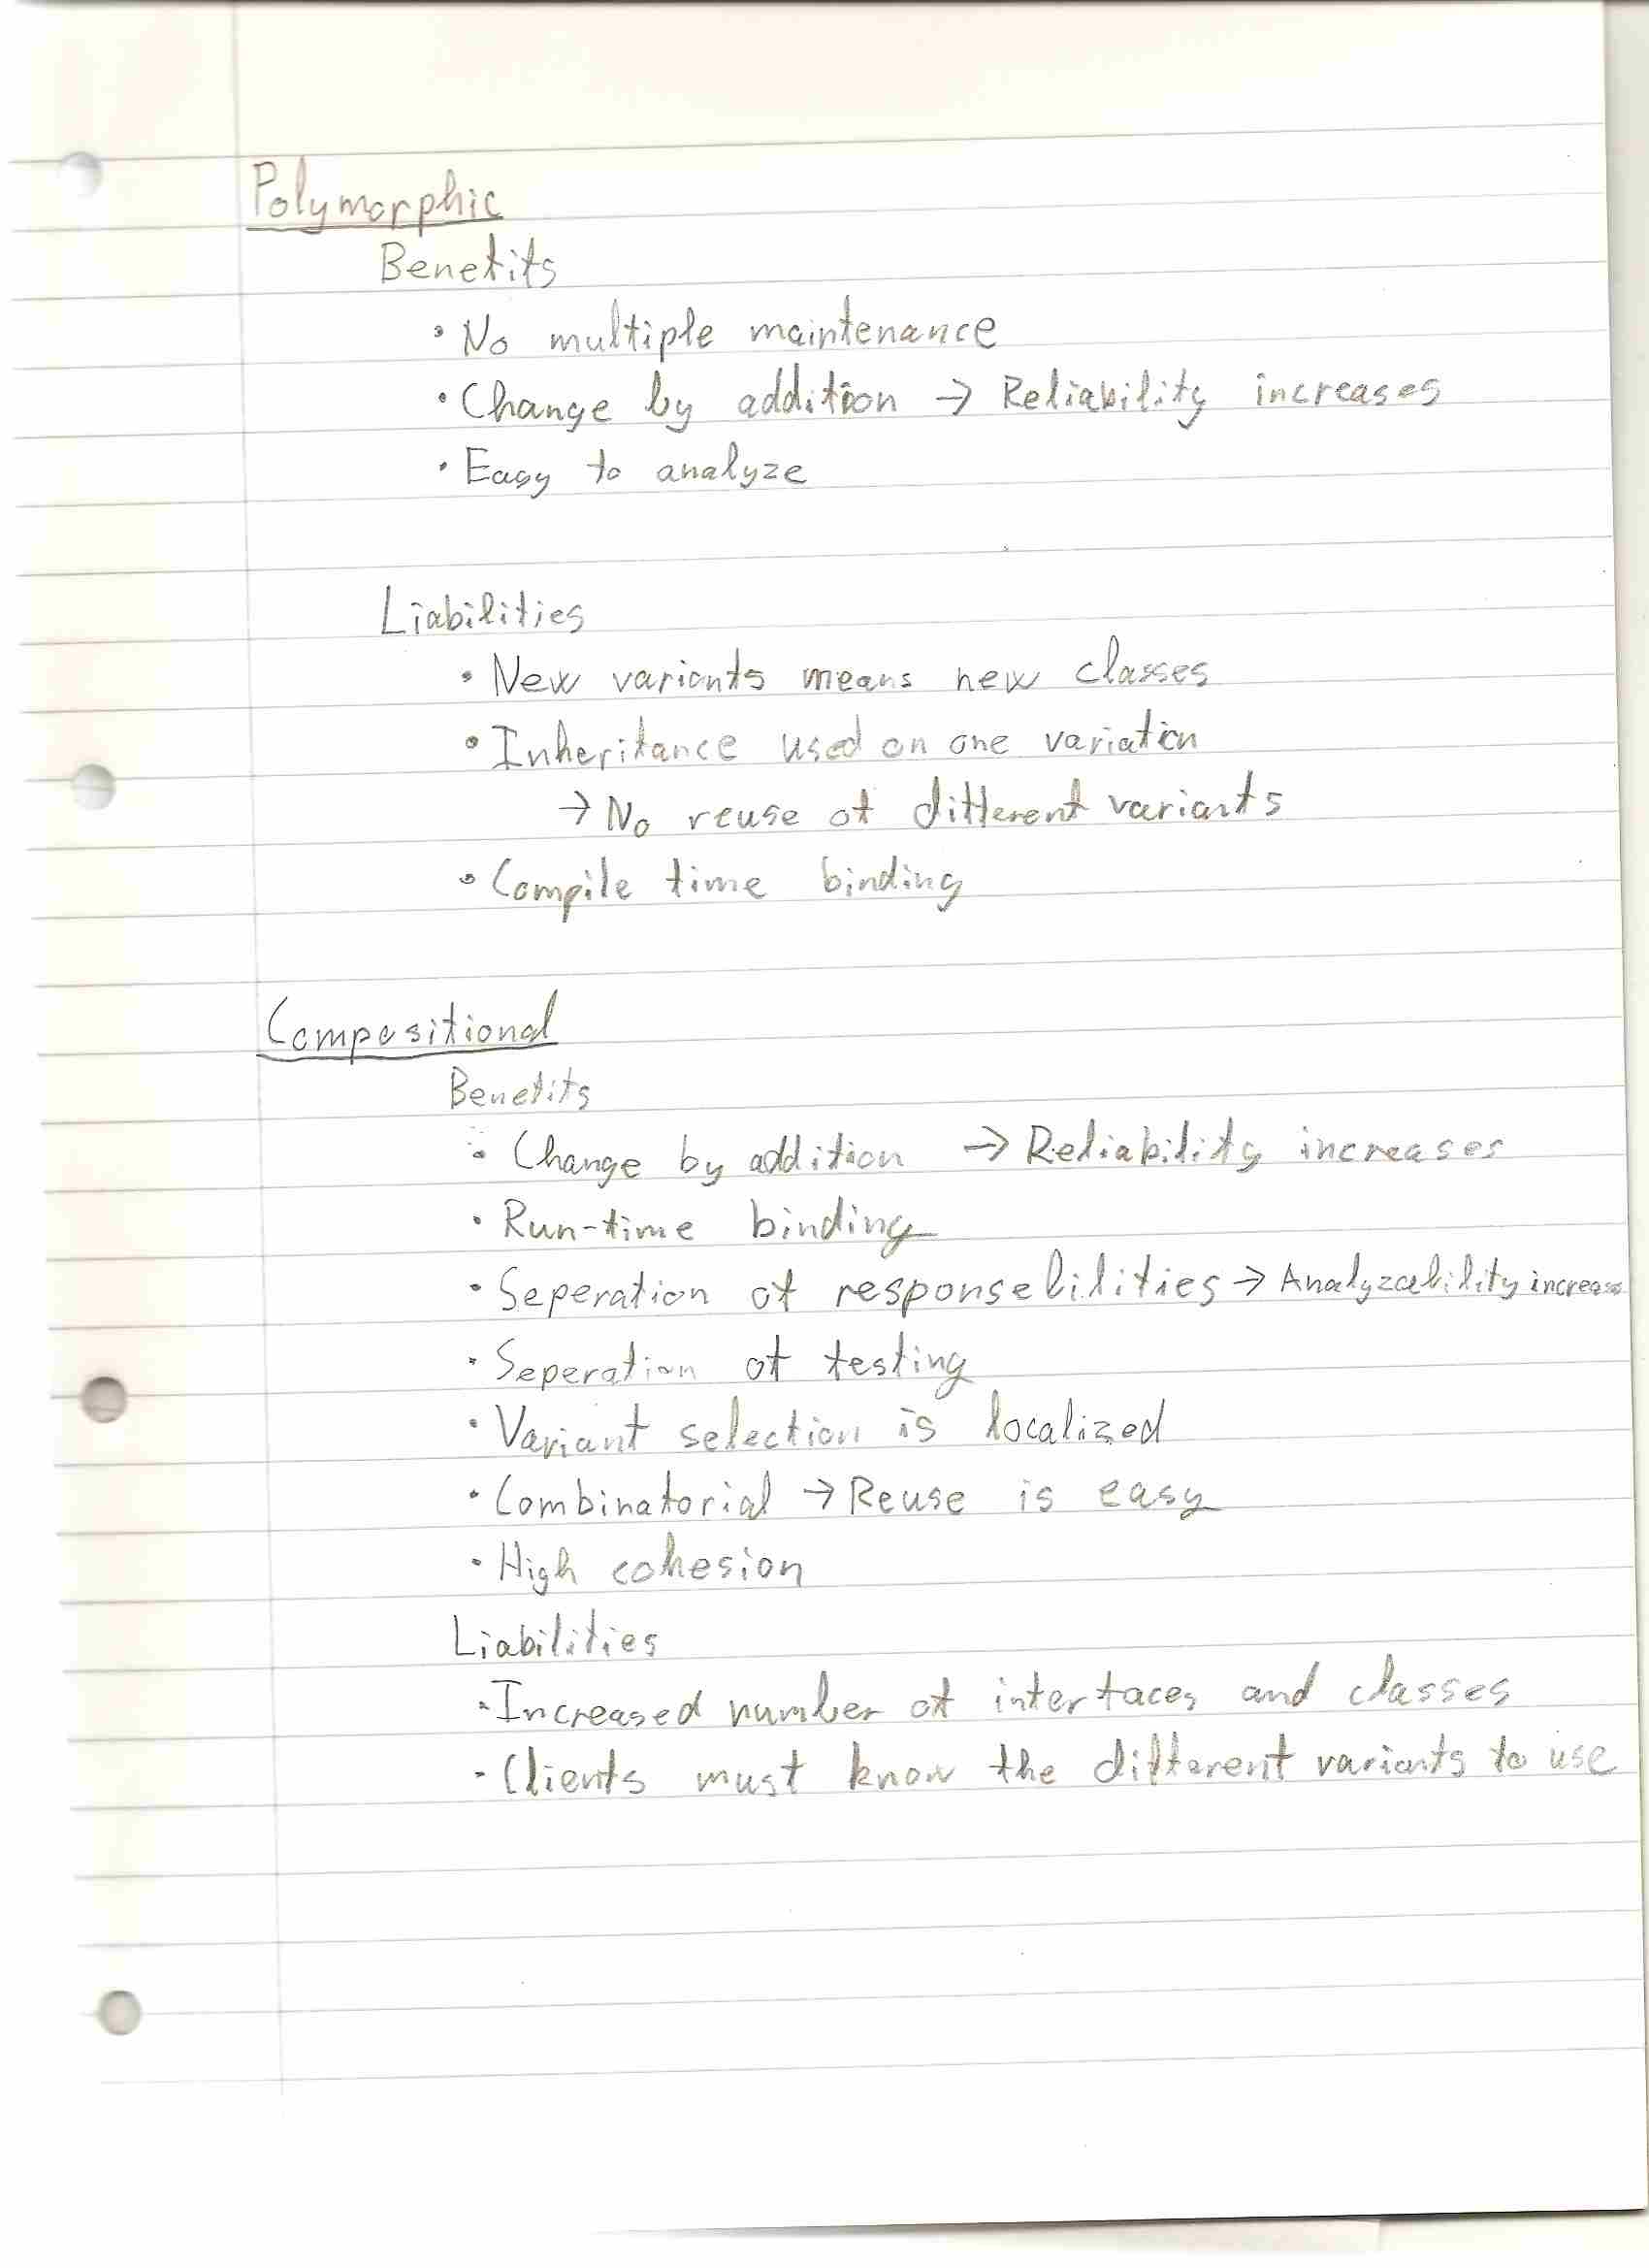 Polymorphic
Benefits
• No multiple maintenance
• Change by addition → Reliability increases
• Easy to analyze
Liabilities
• New variants means new classes
• Inheritance used on one variation
→ No reuse of different variants
• Compile time binding
Compositional
Benefits
• Change by addition → Reliability increases
• Run-time binding
• Seperation of responsebilities → Analyzability increases
• Seperation of testing
• Variant selection is localized
• Combinatorial → Reuse is easy
• High cohesion
Liabilities
• Increased number of interfaces and classes
• Clients must know the different variants to use